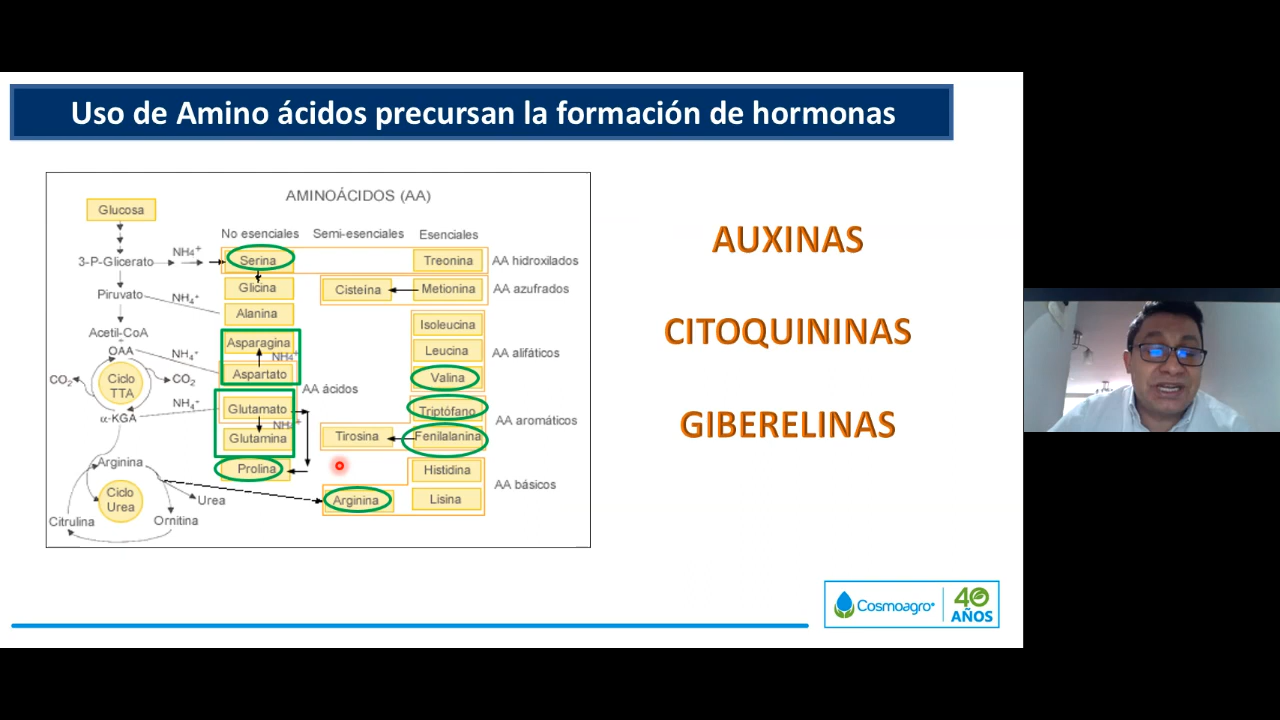 Uso de Amino ácidos precursan la formación de hormonas
AMINOÁCIDOS (AA)
No esenciales
Semi-esenciales
Esenciales
Glucosa
3-P-Glicerato
NH₄⁺
Serina
Treonina
AA hidroxilados
Glicina
Cisteína
Metionina
AA azufrados
Piruvato
NH₄⁺
Alanina
Acetil-CoA
Isoleucina
OAA
NH₄⁺
Asparagina
NH₄⁺
Leucina
AA alifáticos
CO₂
Ciclo
TTA
CO₂
Aspartato
Valina
AA ácidos
α-KGA
NH₄⁺
Glutamato
NH₄⁺
Triptófano
AA aromáticos
Glutamina
Tirosina
Fenilalanina
Arginina
Prolina
Histidina
AA básicos
Ciclo
Urea
Urea
Arginina
Lisina
Citrulina
Ornitina
AUXINAS
CITOQUININAS
GIBERELINAS
Cosmoagro
40
AÑOS